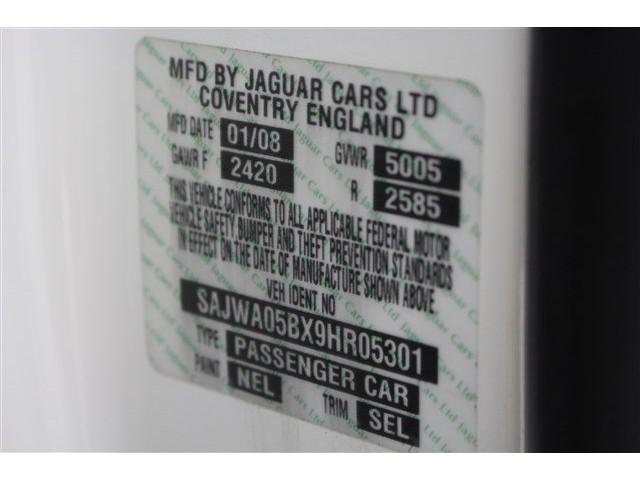 MFD BY JAGUAR CARS LTD
COVENTRY ENGLAND
MFD DATE 01/08 GVWR 5005
GAWR F 2420 R 2585
THIS VEHICLE CONFORMS TO ALL APPLICABLE FEDERAL MOTOR
VEHICLE SAFETY BUMPER AND THEFT PREVENTION STANDARDS
IN EFFECT ON THE DATE OF MANUFACTURE SHOWN ABOVE
VEH IDENT NO
SAJWA05BX9HR05301
TYPE PASSENGER CAR
PAINT NEL TRIM SEL